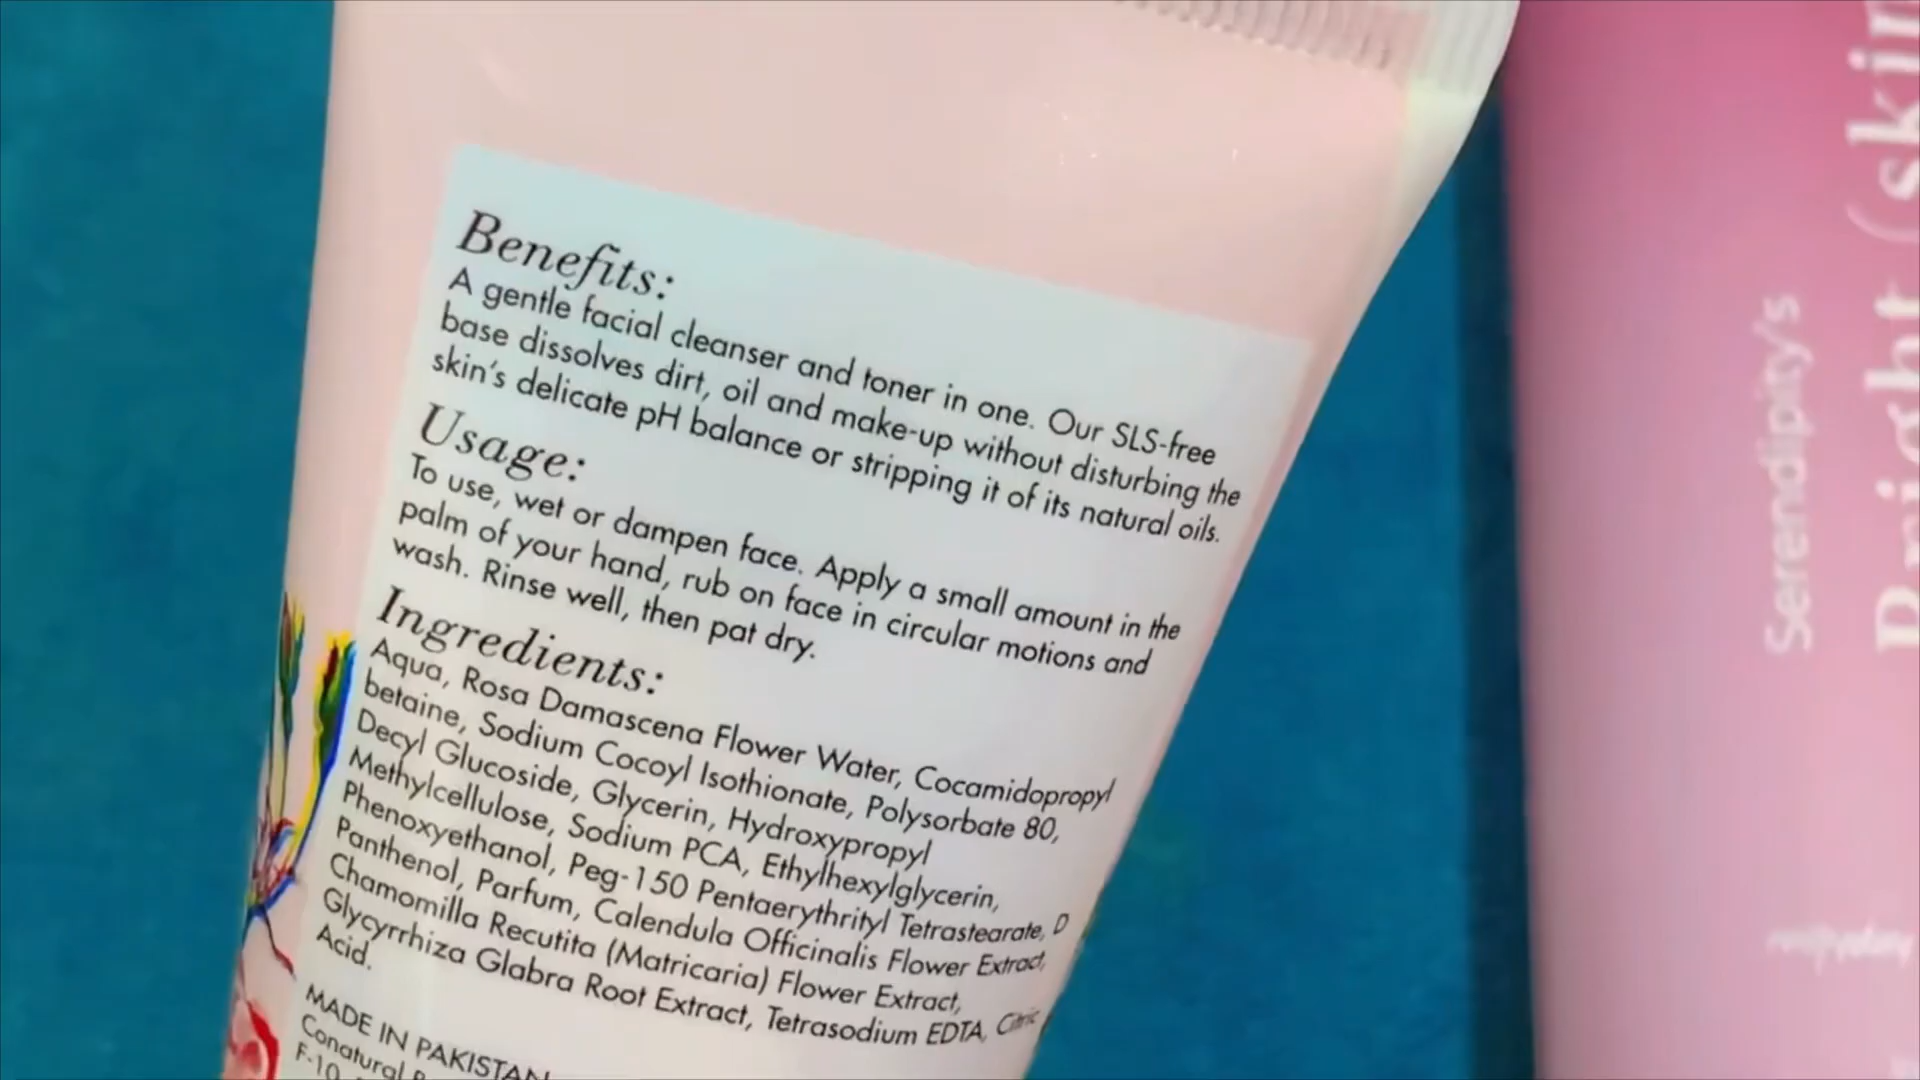 Benefits:
A gentle facial cleanser and toner in one. Our SLS-free
base dissolves dirt, oil and make-up without disturbing the
skin's delicate pH balance or stripping it of its natural oils.
Usage:
To use, wet or dampen face. Apply a small amount in the
palm of your hand, rub on face in circular motions and
wash. Rinse well, then pat dry.
Ingredients:
Aqua, Rosa Damascena Flower Water, Cocamidopropyl
betaine, Sodium Cocoyl Isothionate, Polysorbate 80,
Decyl Glucoside, Glycerin, Hydroxypropyl
Methylcellulose, Sodium PCA, Ethylhexylglycerin,
Phenoxyethanol, Peg-150 Pentaerythrityl Tetrastearate, D
Panthenol, Parfum, Calendula Officinalis Flower Extract,
Chamomilla Recutita (Matricaria) Flower Extract,
Glycyrrhiza Glabra Root Extract, Tetrasodium EDTA, Citric
Acid.
MADE IN PAKISTAN
Conatural
F-10,
Serendipity's